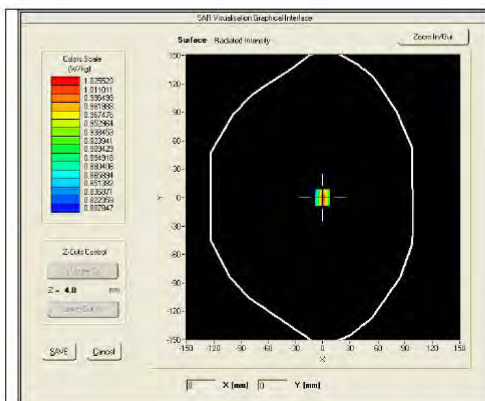 SAR Visualisation Graphical Interface
Surface Radiated Intensity
Zoom In/Out
Colors Scale
(W/kg)
1.025529
1.011011
0.996499
0.981988
0.967476
0.952964
0.938453
0.923941
0.909429
0.894918
0.880406
0.865894
0.851382
0.836871
0.822359
0.807847
Z-Cuts Control
Z = 4.0 mm
SAVE
Cancel
150
120
90
60
30
0
-30
-60
-90
-120
-150
Y
-150 -120 -90 -60 -30 0 30 60 90 120 150
X
0 X (mm) 0 Y (mm)